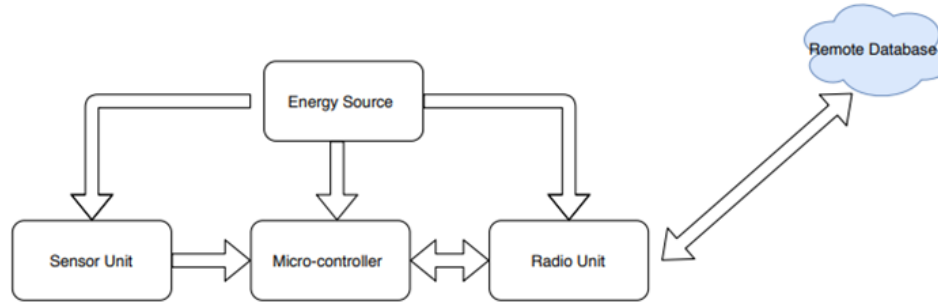 Remote Database
Energy Source
Sensor Unit
Micro-controller
Radio Unit